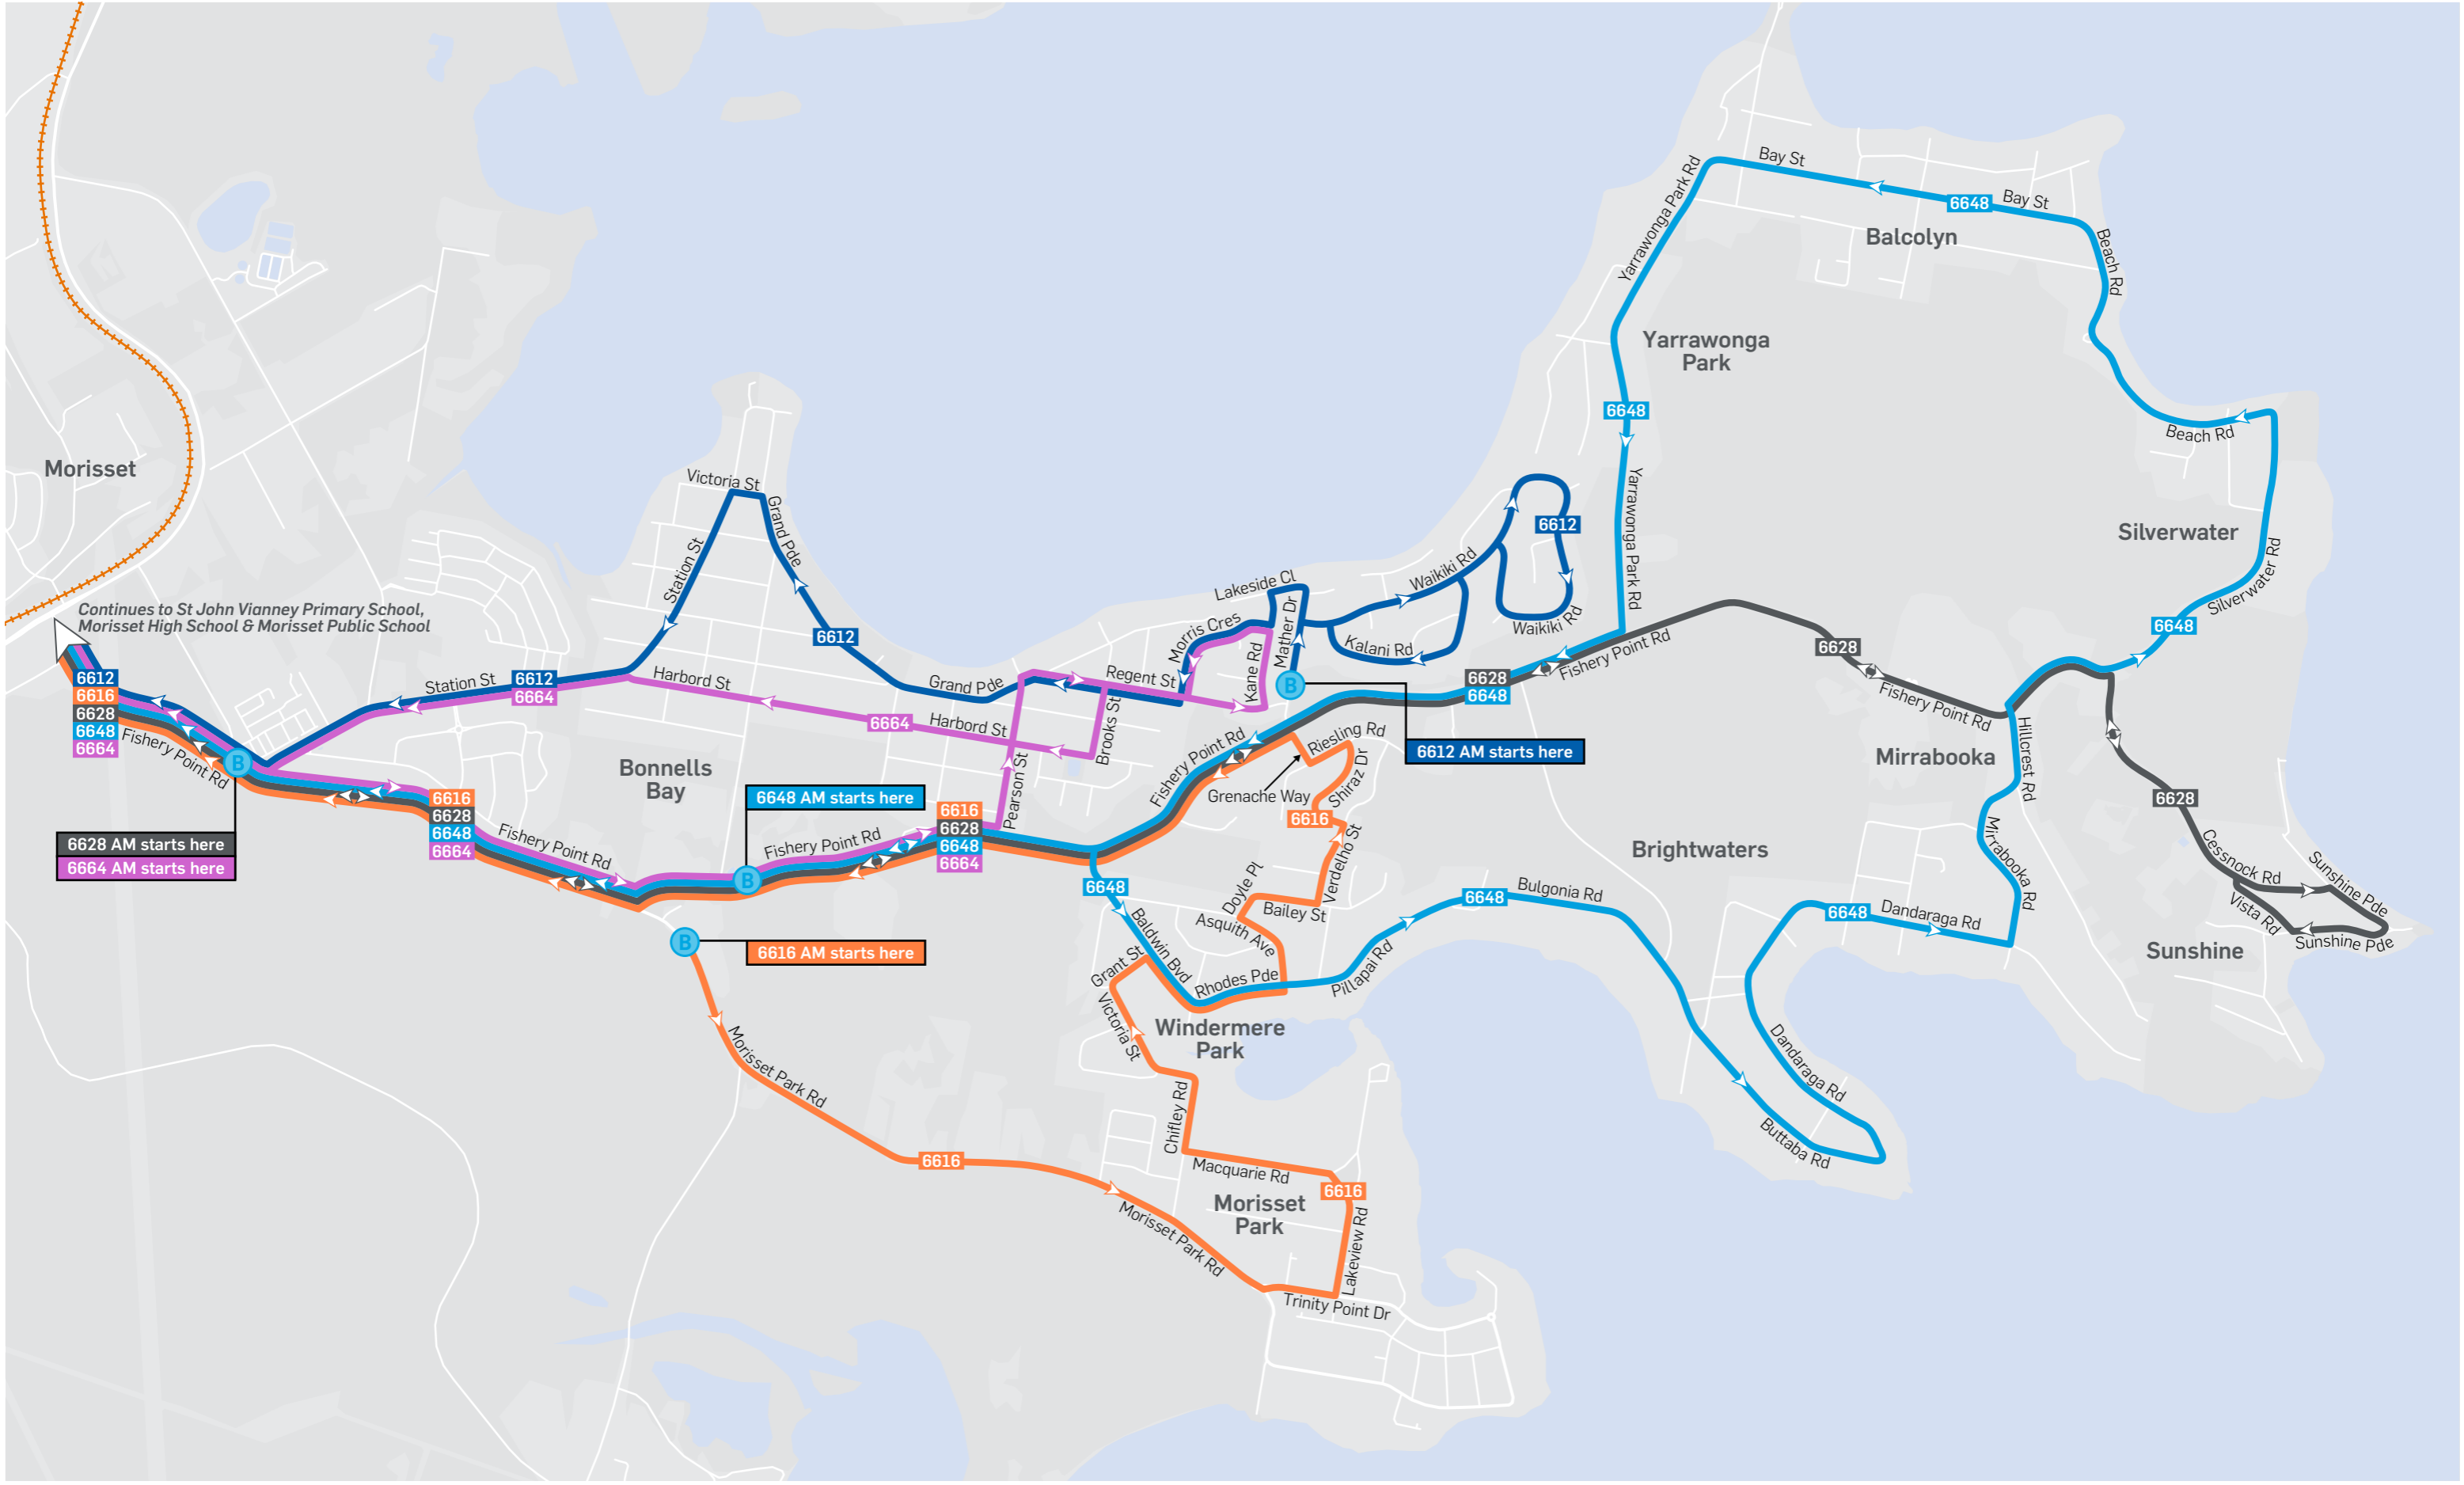 Bay St
6648
Bay St
Balcolyn
Yarrawonga Park Rd
Beach Rd
Yarrawonga
Park
6648
Beach Rd
Morisset
Victoria St
Grand Pde
Yarrawonga Park Rd
6612
Silverwater
Station St
Waikiki Rd
Silverwater Rd
Lakeside Cl
Continues to St John Vianney Primary School,
Morisset High School & Morisset Public School
6612
Morris Cres
Mather Dr
Waikiki Rd
Kalani Rd
6648
Fishery Point Rd
6628
6612
6616
6628
6648
6664
Station St
6612
6664
Harbord St
Grand Pde
Regent St
Kane Rd
B
6628
6648
Fishery Point Rd
6664
Harbord St
Brooks St
Hillcrest Rd
Fishery Point Rd
B
Bonnells
Bay
Pearson St
Fishery Point Rd
Riesling Rd
6612 AM starts here
Mirrabooka
Grenache Way
Shiraz Dr
6628
6648 AM starts here
6616
6628
6648
6664
6616
6628
6648
6664
6616
6628 AM starts here
6664 AM starts here
Fishery Point Rd
Fishery Point Rd
B
Verdelho St
Brightwaters
Mirrabooka Rd
Cessnock Rd
Sunshine Pde
6648
Doyle Pl
Bailey St
6648
Bulgonia Rd
6648
Dandaraga Rd
Vista Rd
Sunshine Pde
B
6616 AM starts here
Baldwin Bvd
Asquith Ave
Grant St
Pillapai Rd
Sunshine
Rhodes Pde
Victoria St
Windermere
Park
Morisset Park Rd
Dandaraga Rd
Chifley Rd
Buttaba Rd
6616
Macquarie Rd
6616
Morisset
Park
Morisset Park Rd
Lakeview Rd
Trinity Point Dr